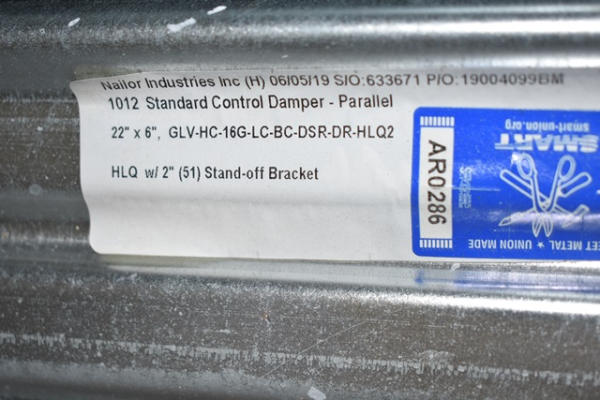 Nailor Industries Inc (H) 06/05/19 S/O:633671 P/O:19004099BM
1012 Standard Control Damper - Parallel
22" x 6", GLV-HC-16G-LC-BC-DSR-DR-HLQ2
HLQ w/ 2" (51) Stand-off Bracket
AR0286
smart-union.org
SMART
EET METAL ★ UNION MADE